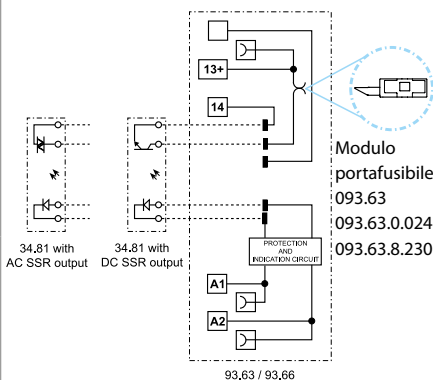 13+
14
Modulo
portafusibile
093.63
093.63.0.024
093.63.8.230
34.81 with
AC SSR output
34.81 with
DC SSR output
PROTECTION
AND
INDICATION CIRCUIT
A1
A2
93.63 / 93.66